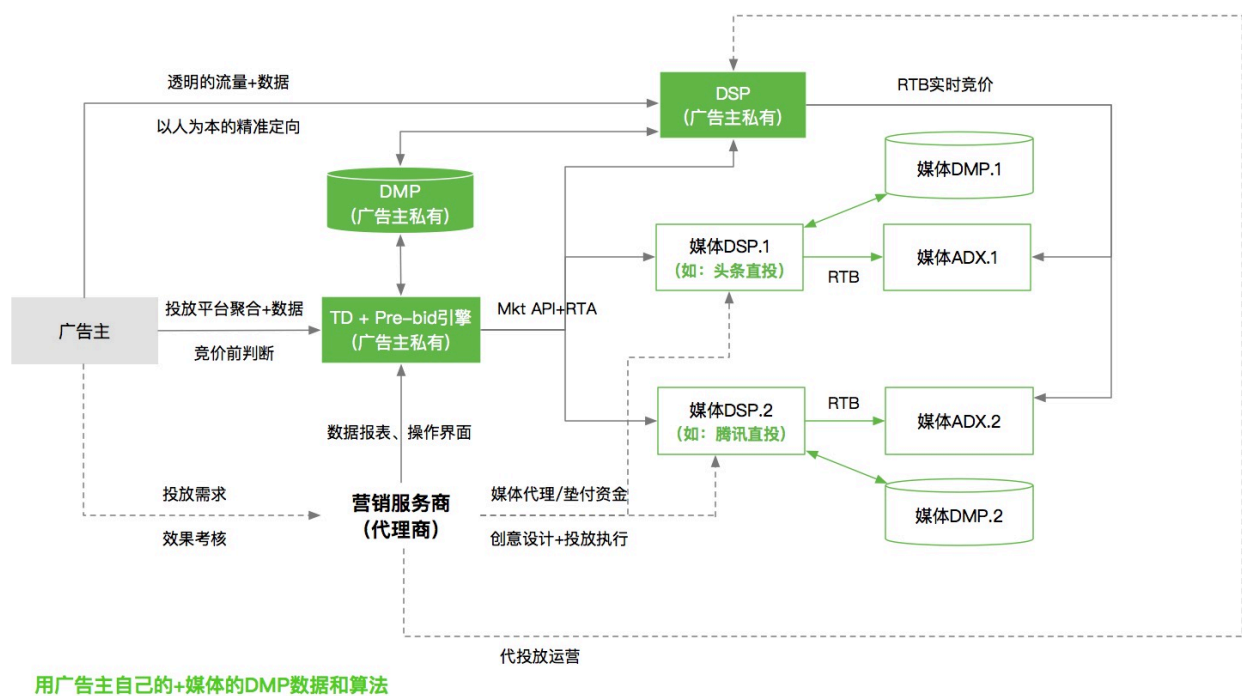 透明的流量+数据
以人为本的精准定向
DSP
（广告主私有）
RTB实时竞价
DMP
（广告主私有）
媒体DMP.1
媒体DSP.1
（如：头条直投）
RTB
媒体ADX.1
广告主
投放平台聚合+数据
竞价前判断
TD + Pre-bid引擎
（广告主私有）
Mkt API+RTA
媒体DSP.2
（如：腾讯直投）
RTB
媒体ADX.2
数据报表、操作界面
媒体DMP.2
投放需求
效果考核
营销服务商
（代理商）
媒体代理/垫付资金
创意设计+投放执行
代投放运营
用广告主自己的+媒体的DMP数据和算法